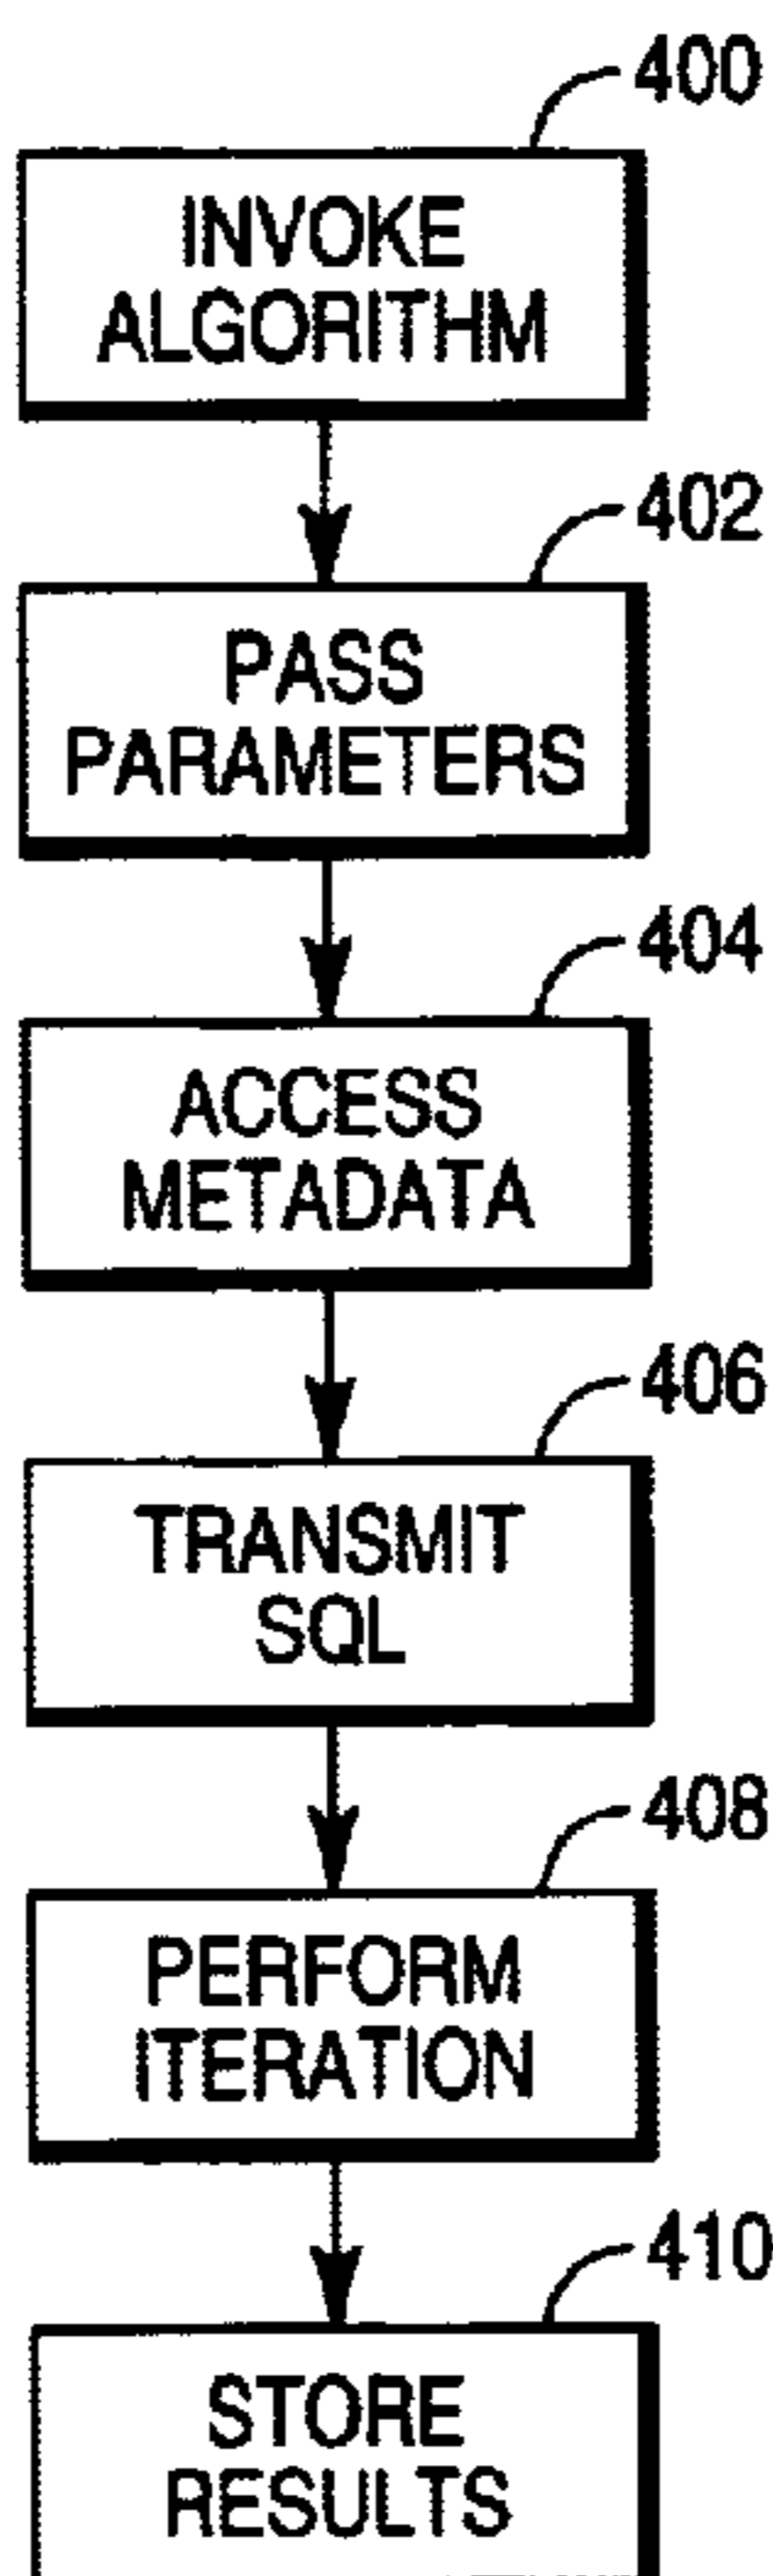 400
INVOKE
ALGORITHM
402
PASS
PARAMETERS
404
ACCESS
METADATA
406
TRANSMIT
SQL
408
PERFORM
ITERATION
410
STORE
RESULTS